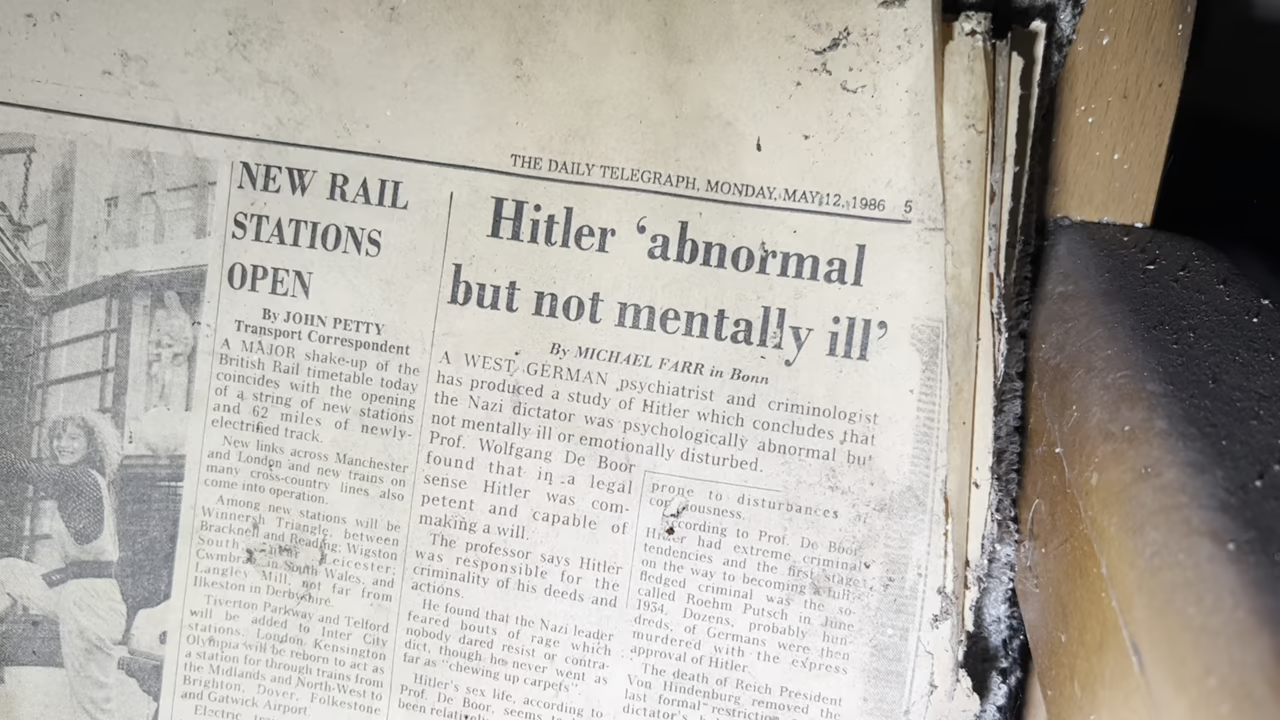 THE DAILY TELEGRAPH, MONDAY, MAY 12, 1986 5
NEW RAIL
STATIONS
OPEN
By JOHN PETTY
Transport Correspondent
A MAJOR shake-up of the
British Rail timetable today
coincides with the opening
of a string of new stations
and 62 miles of newly-
electrified track.
New links across Manchester
and London and new trains on
many cross-country lines also
come into operation.
Among new stations will be
Winnersh Triangle, between
Bracknell and Reading; Wigston
South Leicester;
Cwmbran in South Wales, and
Langley Mill, not far from
Ilkeston in Derbyshire.
Tiverton Parkway and Telford
will be added to Inter City
stations. London Kensington
Olympia will be reborn to act as
a station for through trains from
the Midlands and North-West to
Brighton, Dover, Folkestone
and Gatwick Airport.
Electric
Hitler ‘abnormal
but not mentally ill’
By MICHAEL FARR in Bonn
A WEST GERMAN psychiatrist and criminologist
has produced a study of Hitler which concludes that
the Nazi dictator was psychologically abnormal but
not mentally ill or emotionally disturbed.
Prof. Wolfgang De Boor
found that in a legal
sense Hitler was com-
petent and capable of
making a will.
The professor says Hitler
was responsible for the
criminality of his deeds and
actions.
He found that the Nazi leader
feared bouts of rage which
nobody dared resist or contra-
dict, though he never went as
far as “chewing up carpets”.
Hitler's sex life, according to
Prof. De Boor, seems to
been
prone to disturbances of
consciousness.
According to Prof. De Boor
Hitler had extreme criminal
tendencies and the first stage
on the way to becoming a full-
fledged criminal was the so-
called Roehm Putsch in June
1934. Dozens, probably hun-
dreds, of Germans were then
murdered with the express
approval of Hitler.
The death of Reich President
Von Hindenburg removed the
last formal restriction
dictator's